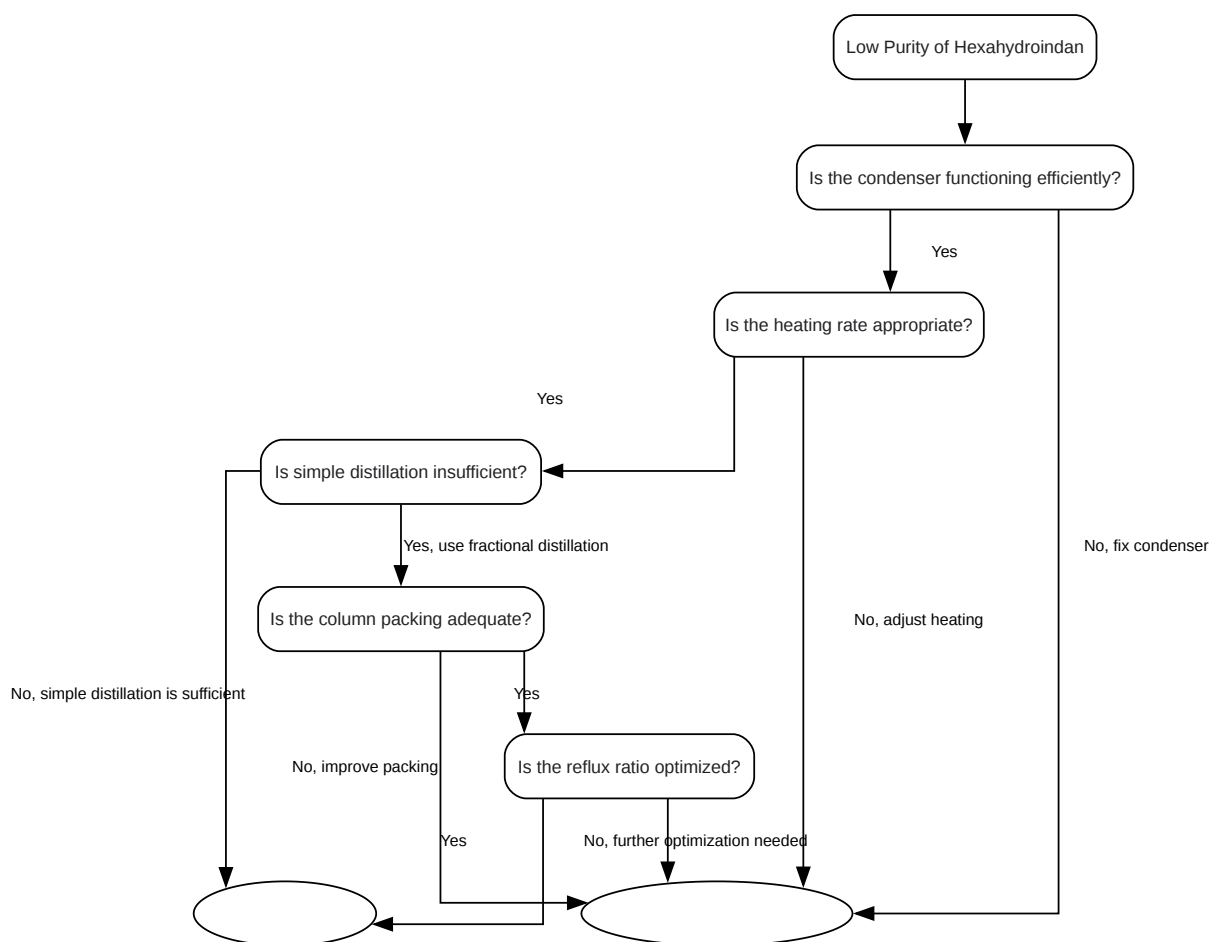 Low Purity of Hexahydroindan
Is the condenser functioning efficiently?
Yes
Is the heating rate appropriate?
Yes
Is simple distillation insufficient?
Yes, use fractional distillation
No, fix condenser
Is the column packing adequate?
No, adjust heating
No, simple distillation is sufficient
Yes
No, improve packing
Is the reflux ratio optimized?
Yes
No, further optimization needed